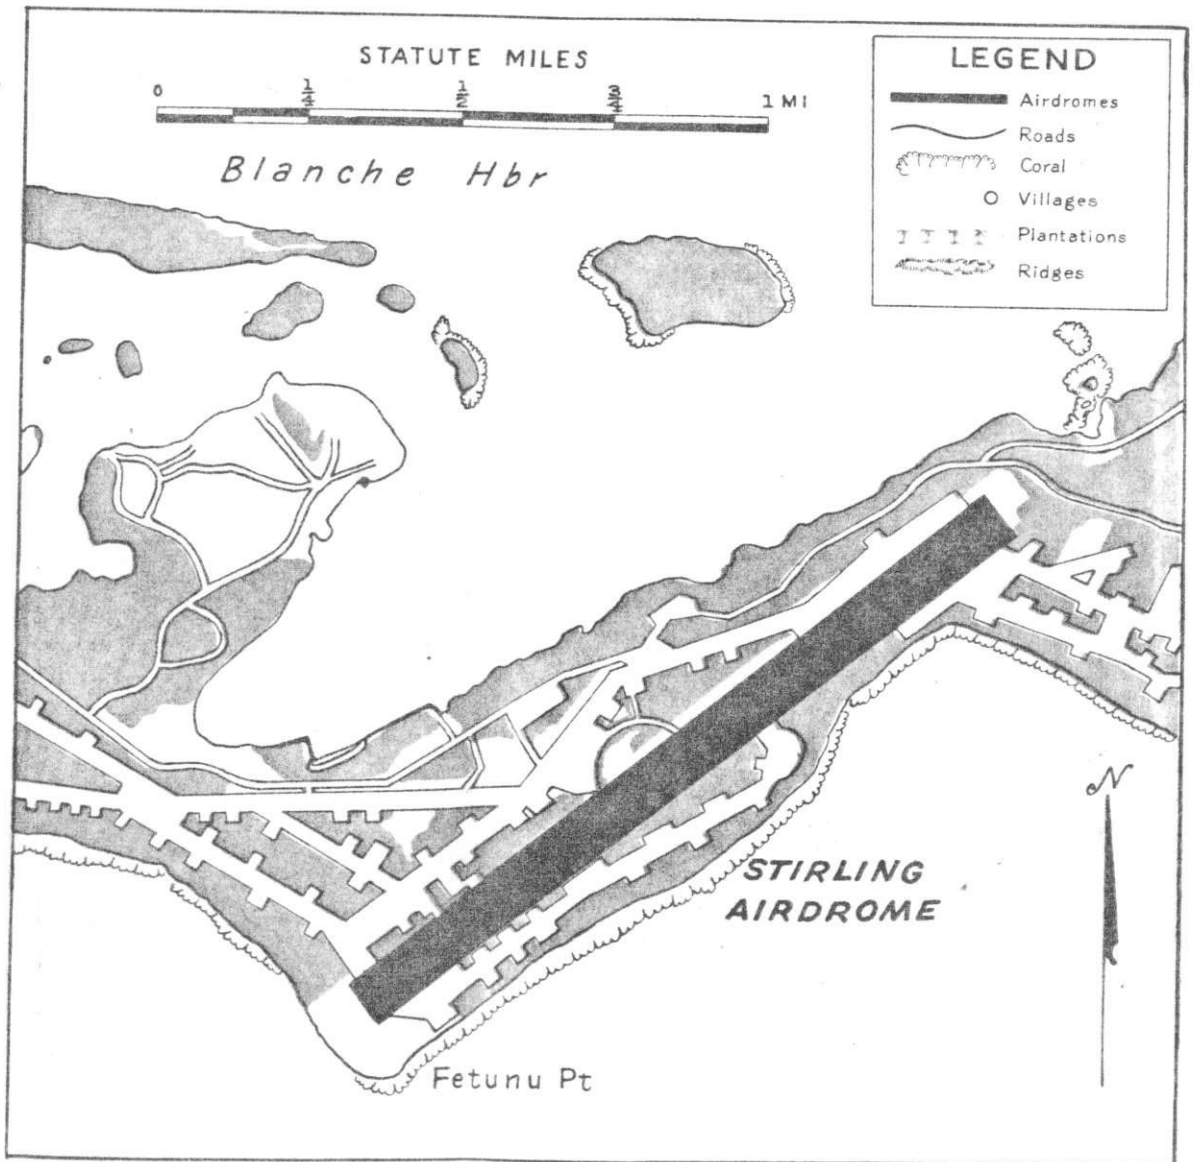 STATUTE MILES
0 1/4 1/2 3/4 1 MI
Blanche Hbr
LEGEND
Airdromes
Roads
Coral
Villages
Plantations
Ridges
N
STIRLING
AIRDROME
Fetunu Pt